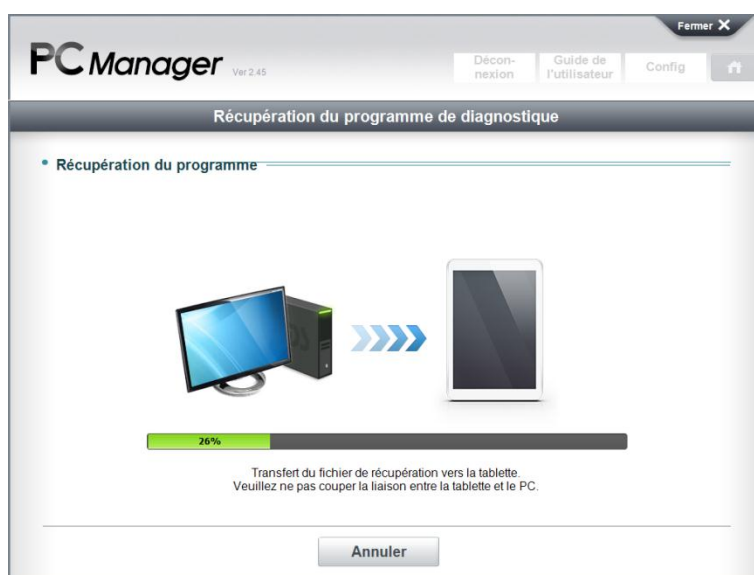 Fermer X
PC Manager Ver 2.45
Décon-
nexion
Guide de
l'utilisateur
Config
Récupération du programme de diagnostique
Récupération du programme
26%
Transfert du fichier de récupération vers la tablette.
Veuillez ne pas couper la liaison entre la tablette et le PC.
Annuler